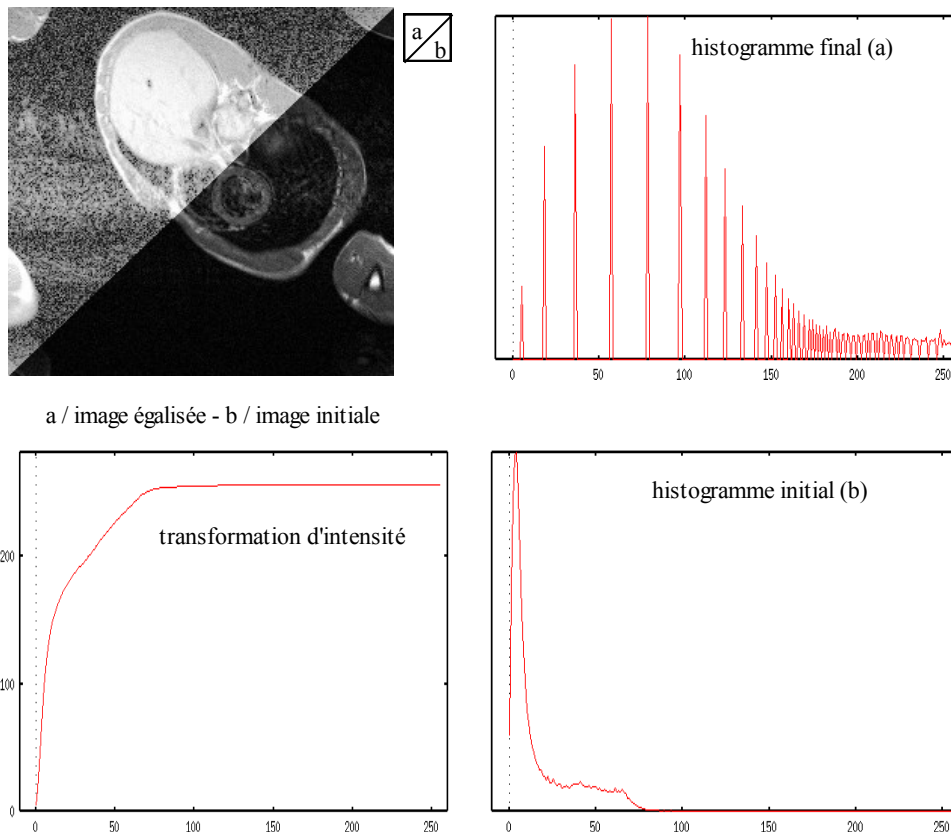 a
b
histogramme final (a)
0 50 100 150 200 250
a / image égalisée - b / image initiale
transformation d'intensité
200
100
0
0 50 100 150 200 250
histogramme initial (b)
0 50 100 150 200 250